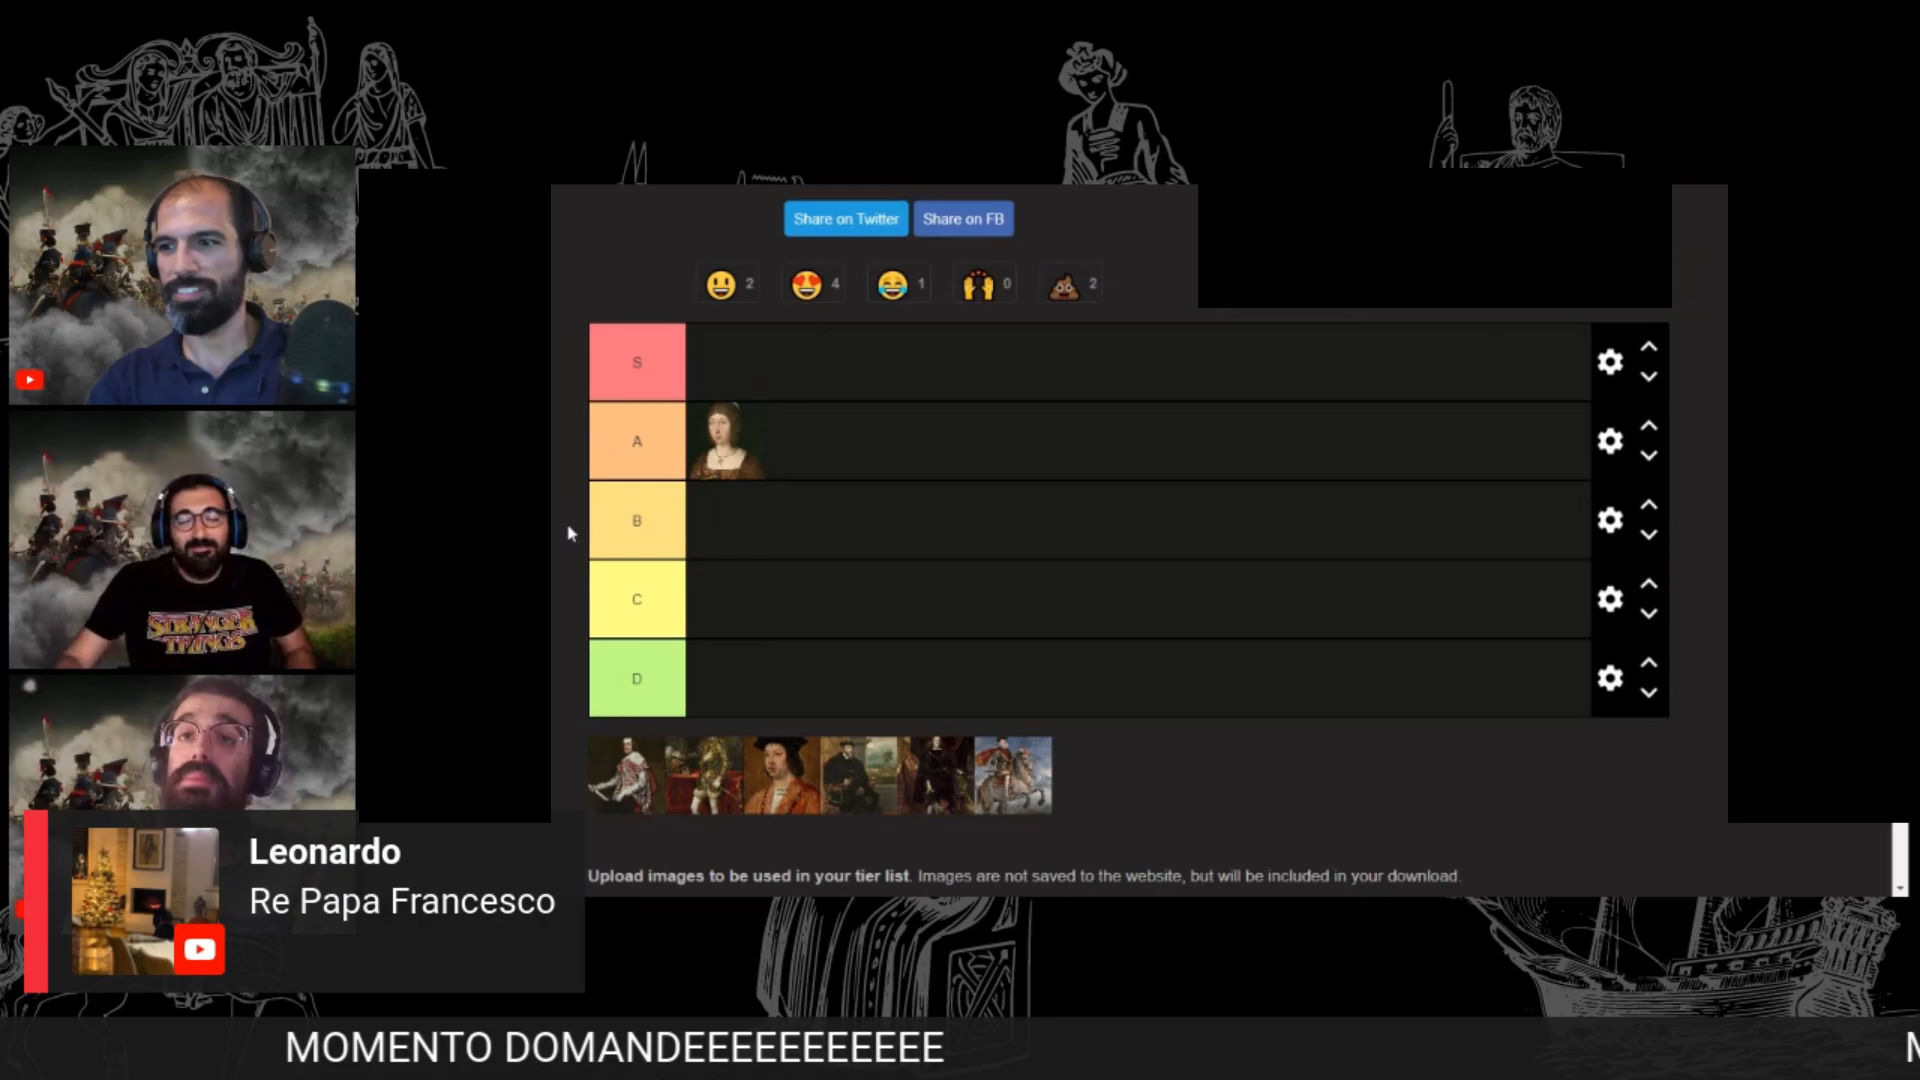 Share on Twitter
Share on FB
2
4
1
0
2
S
A
B
C
D
STRANGER
THINGS
Leonardo
Re Papa Francesco
Upload images to be used in your tier list. Images are not saved to the website, but will be included in your download.
MOMENTO DOMANDEEEEEEEEEEE